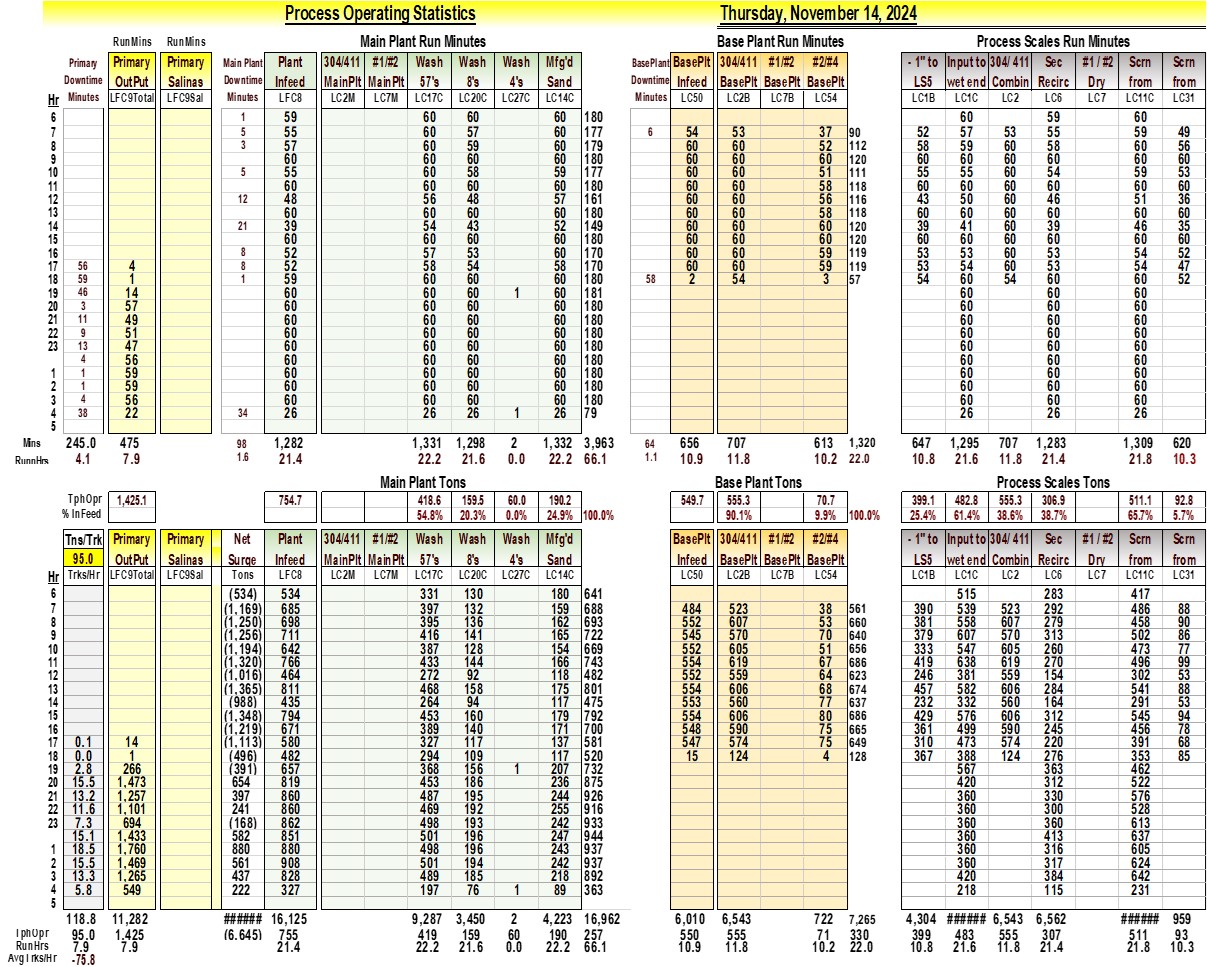 Process Operating Statistics Thursday, November 14, 2024
RunMins RunMins Main Plant Run Minutes Base Plant Run Minutes Process Scales Run Minutes
Primary Primary Primary Main Plant Plant 304/411 #1/#2 Wash Wash Wash Mfg'd BasePlant BasePlt 304/411 #1/#2 #2/#4 - 1" to Input to 304/ 411 Sec #1 / #2 Scrn Scrn
Downtime OutPut Salinas Downtime Infeed MainPlt MainPlt 57's 8's 4's Sand Downtime Infeed BasePlt BasePlt BasePlt LS5 wet end Combin Recirc Dry from from
Hr Minutes LFC9Total LFC9Sal Minutes LFC8 LC2M LC7M LC17C LC20C LC27C LC14C Minutes LC50 LC2B LC7B LC54 LC1B LC1C LC2 LC6 LC7 LC11C LC31
6 1 59 60 60 60 180 60 59 60
7 5 55 60 57 60 177 6 54 53 37 90 52 57 53 55 59 49
8 3 57 60 59 60 179 60 60 52 112 58 59 60 58 60 56
9 60 60 60 60 180 60 60 60 120 60 60 60 60 60 60
10 5 55 60 58 59 177 60 60 51 111 55 55 60 54 59 53
11 60 60 60 60 180 60 60 58 118 60 60 60 60 60 60
12 12 48 56 48 57 161 60 60 56 116 43 50 60 46 51 36
13 60 60 60 60 180 60 60 58 118 60 60 60 60 60 60
14 21 39 54 43 52 149 60 60 60 120 39 41 60 39 46 35
15 60 60 60 60 180 60 60 60 120 60 60 60 60 60 60
16 8 52 57 53 60 170 60 60 59 119 53 53 60 53 54 52
17 56 4 8 52 58 54 58 170 60 60 59 119 53 54 60 53 54 47
18 59 1 1 59 60 60 60 180 58 2 54 3 57 54 60 54 60 60 52
19 46 14 60 60 60 1 60 181 60 60 60
20 3 57 60 60 60 60 180 60 60 60
21 11 49 60 60 60 60 180 60 60 60
22 9 51 60 60 60 60 180 60 60 60
23 13 47 60 60 60 60 180 60 60 60
4 56 60 60 60 60 180 60 60 60
1 1 59 60 60 60 60 180 60 60 60
2 1 59 60 60 60 60 180 60 60 60
3 4 56 60 60 60 60 180 60 60 60
4 38 22 34 26 26 26 1 26 79 26 26 26
5
Mins 245.0 475 98 1,282 1,331 1,298 2 1,332 3,963 64 656 707 613 1,320 647 1,295 707 1,283 1,309 620
RunnHrs 4.1 7.9 1.6 21.4 22.2 21.6 0.0 22.2 66.1 1.1 10.9 11.8 10.2 22.0 10.8 21.6 11.8 21.4 21.8 10.3
Main Plant Tons Base Plant Tons Process Scales Tons
TphOpr 1,425.1 754.7 418.6 159.5 60.0 190.2 549.7 555.3 70.7 399.1 482.8 555.3 306.9 511.1 92.8
% InFeed 54.8% 20.3% 0.0% 24.9% 100.0% 90.1% 9.9% 100.0% 25.4% 61.4% 38.6% 38.7% 65.7% 5.7%
Tns/Trk Primary Primary Net Plant 304/411 #1/#2 Wash Wash Wash Mfg'd BasePlt 304/411 #1/#2 #2/#4 - 1" to Input to 304/ 411 Sec #1 / #2 Scrn Scrn
95.0 OutPut Salinas Surge Infeed MainPlt MainPlt 57's 8's 4's Sand Infeed BasePlt BasePlt BasePlt LS5 wet end Combin Recirc Dry from from
Hr Trks/Hr LFC9Total LFC9Sal Tons LFC8 LC2M LC7M LC17C LC20C LC27C LC14C LC50 LC2B LC7B LC54 LC1B LC1C LC2 LC6 LC7 LC11C LC31
6 (534) 534 331 130 180 641 515 283 417
7 (1,169) 685 397 132 159 688 484 523 38 561 390 539 523 292 486 88
8 (1,250) 698 395 136 162 693 552 607 53 660 381 558 607 279 458 90
9 (1,256) 711 416 141 165 722 545 570 70 640 379 607 570 313 502 86
10 (1,194) 642 387 128 154 669 552 605 51 656 333 547 605 260 473 77
11 (1,320) 766 433 144 166 743 554 619 67 686 419 638 619 270 496 99
12 (1,016) 464 272 92 118 482 552 559 64 623 246 381 559 154 302 53
13 (1,365) 811 468 158 175 801 554 606 68 674 457 582 606 284 541 88
14 (988) 435 264 94 117 475 553 560 77 637 232 332 560 164 291 53
15 (1,348) 794 453 160 179 792 554 606 80 686 429 576 606 312 545 94
16 (1,219) 671 389 140 171 700 548 590 75 665 361 499 590 245 456 78
17 0.1 14 (1,113) 580 327 117 137 581 547 574 75 649 310 473 574 220 391 68
18 0.0 1 (496) 482 294 109 117 520 15 124 4 128 367 388 124 276 353 85
19 2.8 266 (391) 657 368 156 1 207 732 567 363 462
20 15.5 1,473 654 819 453 186 236 875 420 312 522
21 13.2 1,257 397 860 487 195 244 926 360 330 576
22 11.6 1,101 241 860 469 192 255 916 360 300 528
23 7.3 694 (168) 862 498 193 242 933 360 360 613
15.1 1,433 582 851 501 196 247 944 360 413 637
1 18.5 1,760 880 880 498 196 243 937 360 316 605
2 15.5 1,469 561 908 501 194 242 937 360 317 624
3 13.3 1,265 437 828 489 185 218 892 420 384 642
4 5.8 549 222 327 197 76 1 89 363 218 115 231
5
118.8 11,282 ###### 16,125 9,287 3,450 2 4,223 16,962 6,010 6,543 722 7,265 4,304 ###### 6,543 6,562 ###### 959
TphOpr 95.0 1,425 (6,645) 755 419 159 60 190 257 550 555 71 330 399 483 555 307 511 93
RunHrs 7.9 7.9 21.4 22.2 21.6 0.0 22.2 66.1 10.9 11.8 10.2 22.0 10.8 21.6 11.8 21.4 21.8 10.3
AvgTrks/Hr -75.8